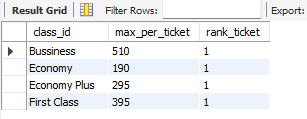 Result Grid Filter Rows: Export:
class_id max_per_ticket rank_ticket
Bussiness 510 1
Economy 190 1
Economy Plus 295 1
First Class 395 1